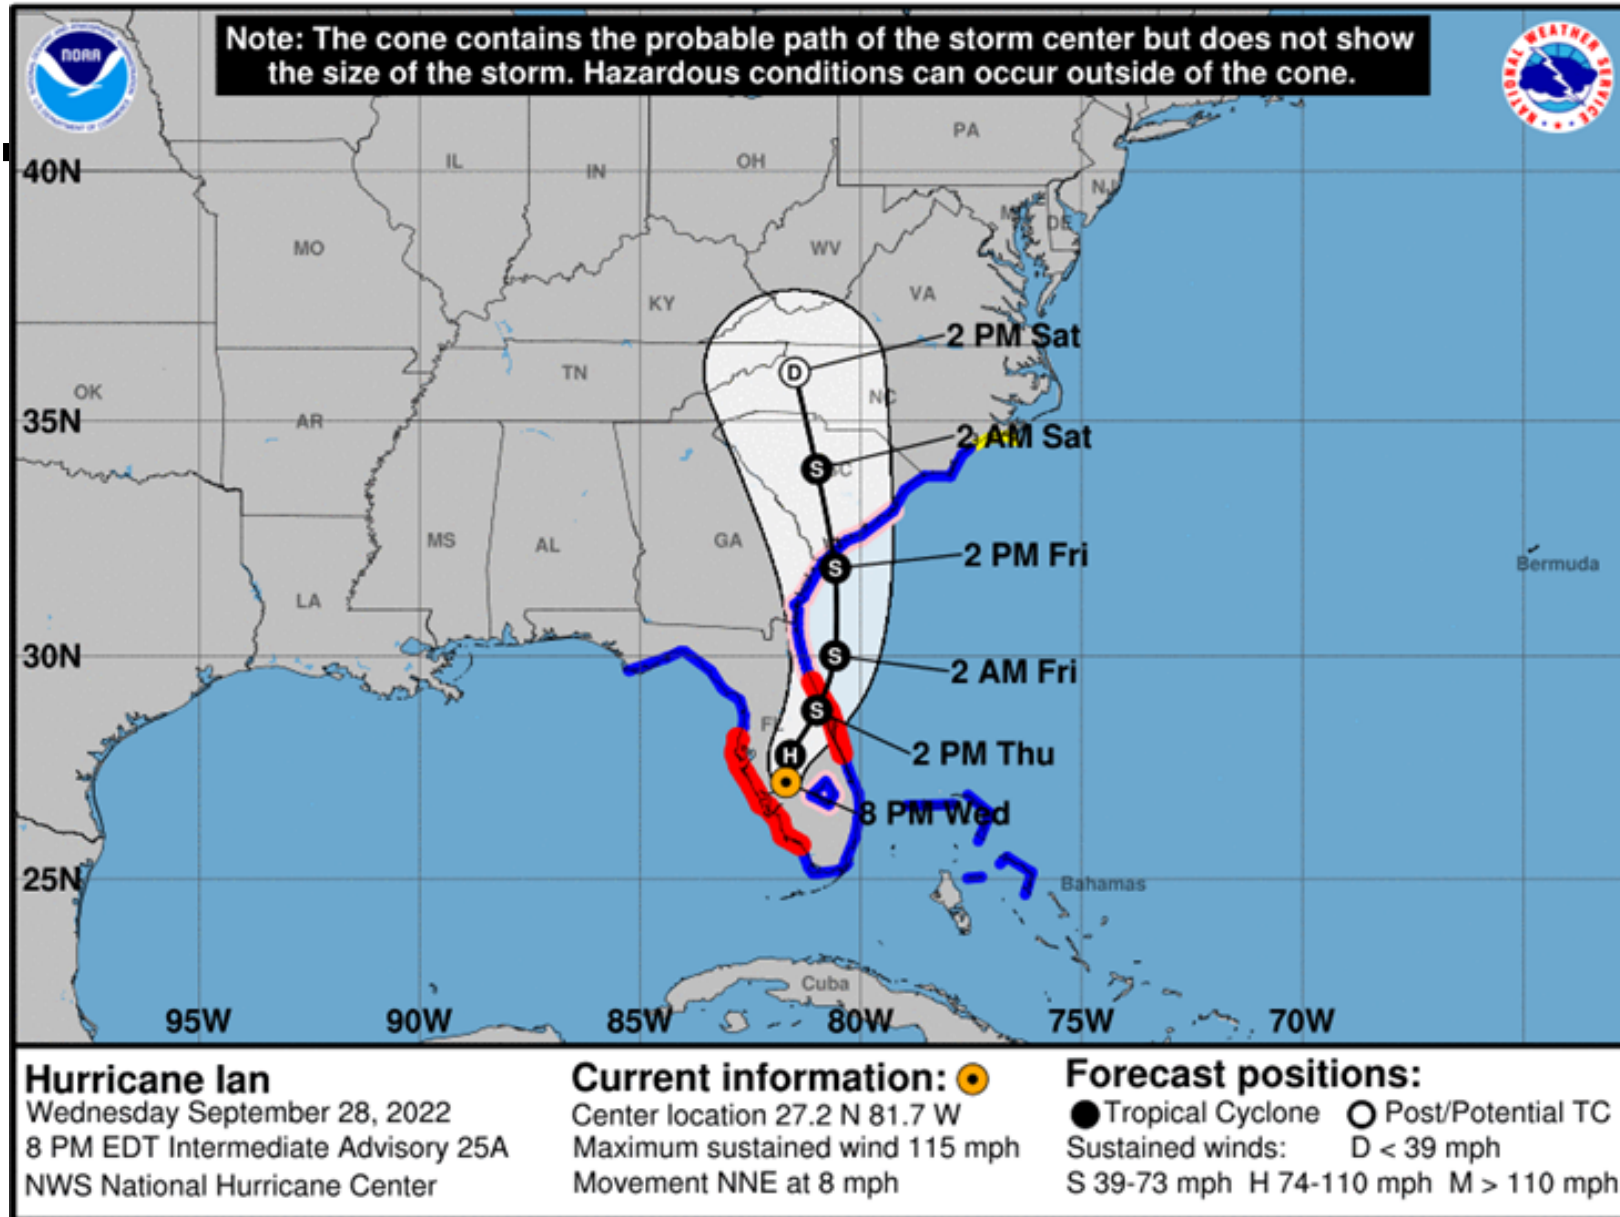 Note: The cone contains the probable path of the storm center but does not show
the size of the storm. Hazardous conditions can occur outside of the cone.
NOAA
NATIONAL WEATHER SERVICE
PA
40N
IL
IN
OH
NJ
DE
MO
WV
VA
KY
2 PM Sat
D
TN
OK
NC
AR
35N
2 AM Sat
S
SC
MS
AL
GA
2 PM Fri
S
Bermuda
LA
30N
S
2 AM Fri
S
FL
2 PM Thu
H
8 PM Wed
25N
Bahamas
Cuba
95W
90W
85W
80W
75W
70W
Hurricane Ian
Wednesday September 28, 2022
8 PM EDT Intermediate Advisory 25A
NWS National Hurricane Center
Current information:
Center location 27.2 N 81.7 W
Maximum sustained wind 115 mph
Movement NNE at 8 mph
Forecast positions:
Tropical Cyclone Post/Potential TC
Sustained winds: D < 39 mph
S 39-73 mph H 74-110 mph M > 110 mph